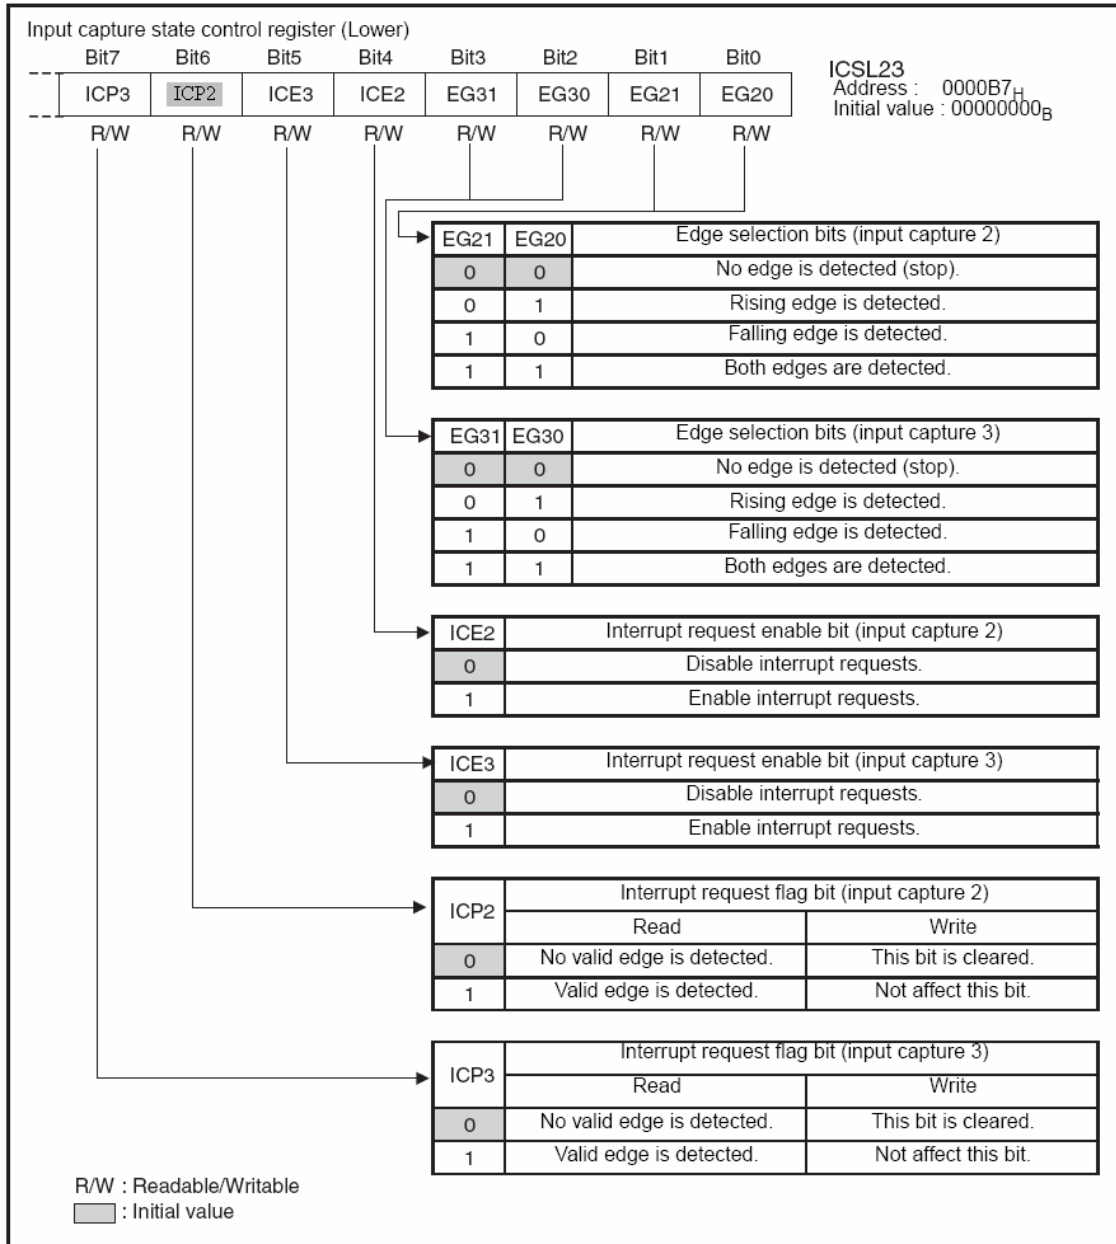 Input capture state control register (Lower)
Bit7 Bit6 Bit5 Bit4 Bit3 Bit2 Bit1 Bit0
ICP3 ICP2 ICE3 ICE2 EG31 EG30 EG21 EG20
R/W R/W R/W R/W R/W R/W R/W R/W
ICSL23
Address : 0000B7H
Initial value : 00000000B
EG21 EG20 Edge selection bits (input capture 2)
0 0 No edge is detected (stop).
0 1 Rising edge is detected.
1 0 Falling edge is detected.
1 1 Both edges are detected.
EG31 EG30 Edge selection bits (input capture 3)
0 0 No edge is detected (stop).
0 1 Rising edge is detected.
1 0 Falling edge is detected.
1 1 Both edges are detected.
ICE2 Interrupt request enable bit (input capture 2)
0 Disable interrupt requests.
1 Enable interrupt requests.
ICE3 Interrupt request enable bit (input capture 3)
0 Disable interrupt requests.
1 Enable interrupt requests.
ICP2 Interrupt request flag bit (input capture 2)
Read Write
0 No valid edge is detected. This bit is cleared.
1 Valid edge is detected. Not affect this bit.
ICP3 Interrupt request flag bit (input capture 3)
Read Write
0 No valid edge is detected. This bit is cleared.
1 Valid edge is detected. Not affect this bit.
R/W : Readable/Writable
: Initial value